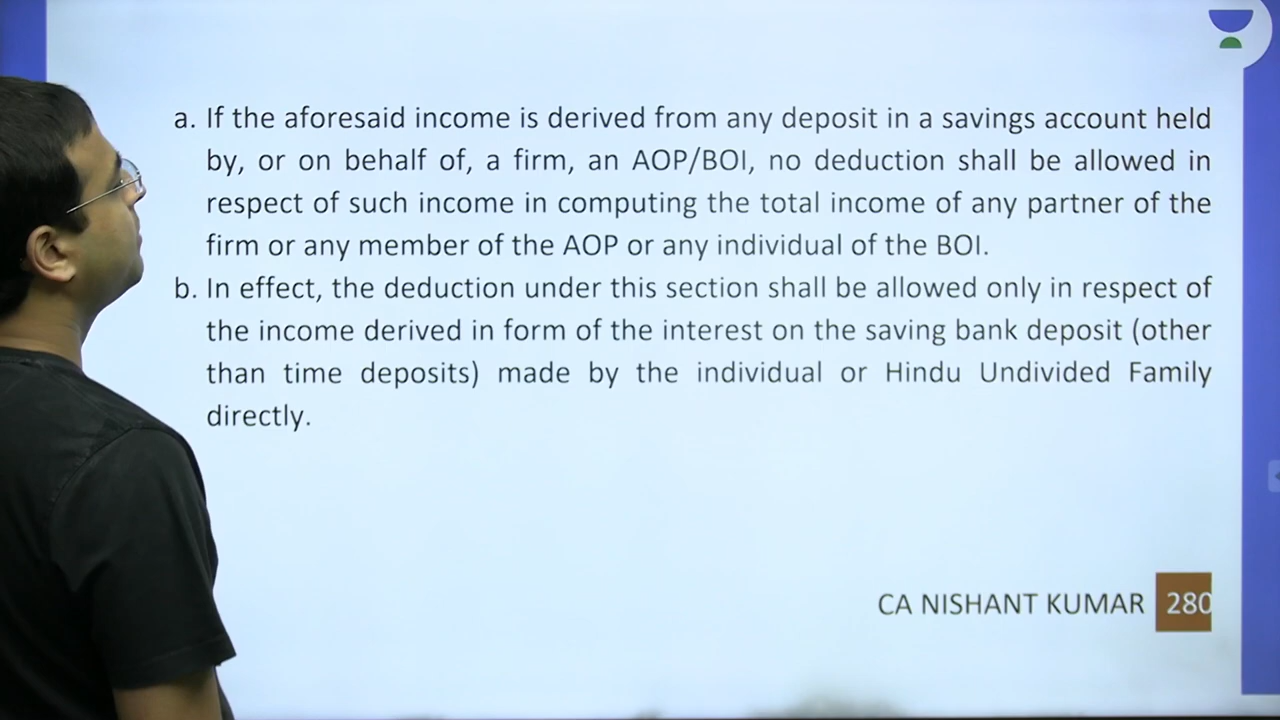 a. If the aforesaid income is derived from any deposit in a savings account held
by, or on behalf of, a firm, an AOP/BOI, no deduction shall be allowed in
respect of such income in computing the total income of any partner of the
firm or any member of the AOP or any individual of the BOI.
b. In effect, the deduction under this section shall be allowed only in respect of
the income derived in form of the interest on the saving bank deposit (other
than time deposits) made by the individual or Hindu Undivided Family
directly.
CA NISHANT KUMAR 280